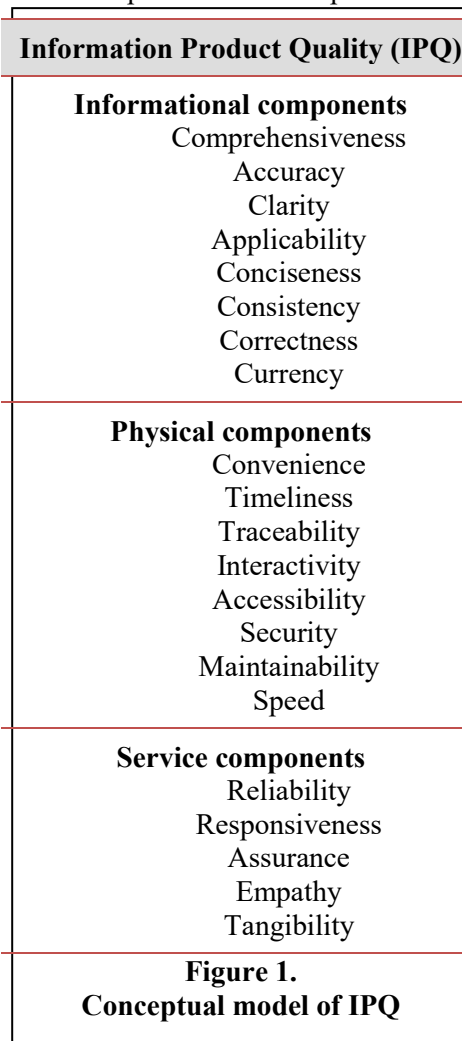 Information Product Quality (IPQ)
Informational components
Comprehensiveness
Accuracy
Clarity
Applicability
Conciseness
Consistency
Correctness
Currency
Physical components
Convenience
Timeliness
Traceability
Interactivity
Accessibility
Security
Maintainability
Speed
Service components
Reliability
Responsiveness
Assurance
Empathy
Tangibility
Figure 1.
Conceptual model of IPQ